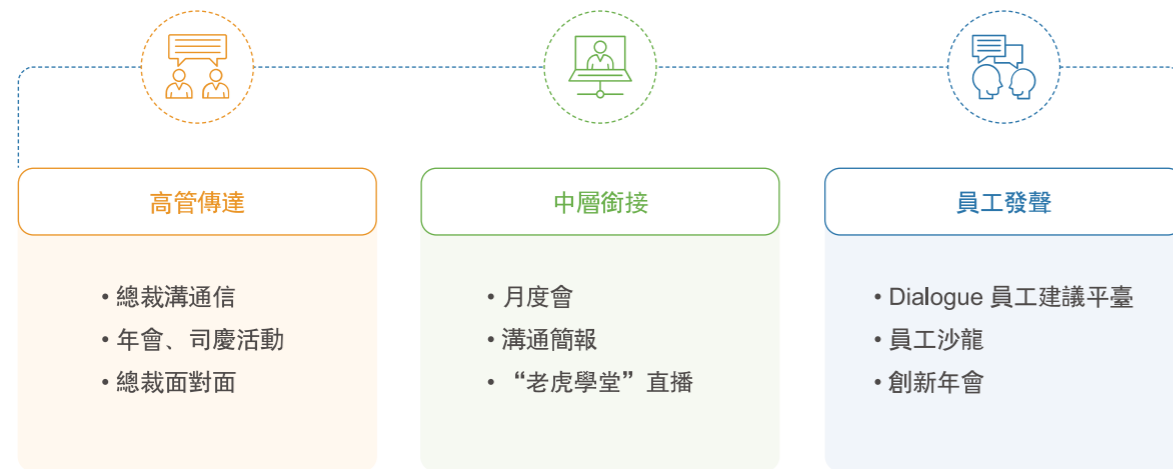 高管傳達
• 總裁溝通信
• 年會、司慶活動
• 總裁面對面
中層銜接
• 月度會
• 溝通簡報
• “老虎學堂”直播
員工發聲
• Dialogue 員工建議平臺
• 員工沙龍
• 創新年會